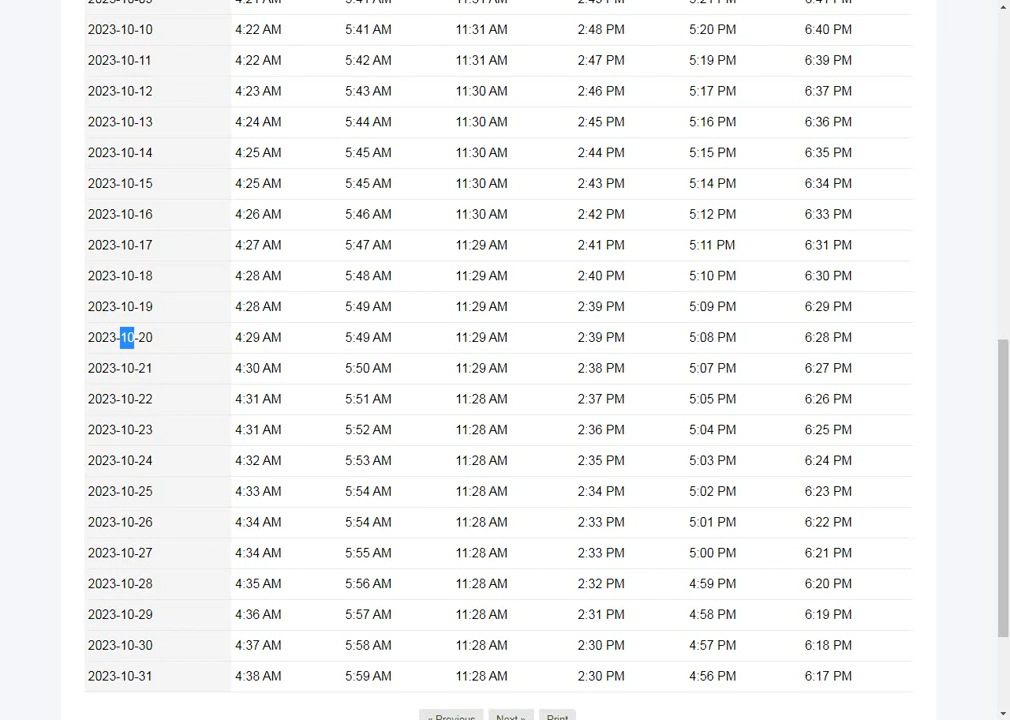 2023-10-10 4:22 AM 5:41 AM 11:31 AM 2:48 PM 5:20 PM 6:40 PM
2023-10-11 4:22 AM 5:42 AM 11:31 AM 2:47 PM 5:19 PM 6:39 PM
2023-10-12 4:23 AM 5:43 AM 11:30 AM 2:46 PM 5:17 PM 6:37 PM
2023-10-13 4:24 AM 5:44 AM 11:30 AM 2:45 PM 5:16 PM 6:36 PM
2023-10-14 4:25 AM 5:45 AM 11:30 AM 2:44 PM 5:15 PM 6:35 PM
2023-10-15 4:25 AM 5:45 AM 11:30 AM 2:43 PM 5:14 PM 6:34 PM
2023-10-16 4:26 AM 5:46 AM 11:30 AM 2:42 PM 5:12 PM 6:33 PM
2023-10-17 4:27 AM 5:47 AM 11:29 AM 2:41 PM 5:11 PM 6:31 PM
2023-10-18 4:28 AM 5:48 AM 11:29 AM 2:40 PM 5:10 PM 6:30 PM
2023-10-19 4:28 AM 5:49 AM 11:29 AM 2:39 PM 5:09 PM 6:29 PM
2023-10-20 4:29 AM 5:49 AM 11:29 AM 2:39 PM 5:08 PM 6:28 PM
2023-10-21 4:30 AM 5:50 AM 11:29 AM 2:38 PM 5:07 PM 6:27 PM
2023-10-22 4:31 AM 5:51 AM 11:28 AM 2:37 PM 5:05 PM 6:26 PM
2023-10-23 4:31 AM 5:52 AM 11:28 AM 2:36 PM 5:04 PM 6:25 PM
2023-10-24 4:32 AM 5:53 AM 11:28 AM 2:35 PM 5:03 PM 6:24 PM
2023-10-25 4:33 AM 5:54 AM 11:28 AM 2:34 PM 5:02 PM 6:23 PM
2023-10-26 4:34 AM 5:54 AM 11:28 AM 2:33 PM 5:01 PM 6:22 PM
2023-10-27 4:34 AM 5:55 AM 11:28 AM 2:33 PM 5:00 PM 6:21 PM
2023-10-28 4:35 AM 5:56 AM 11:28 AM 2:32 PM 4:59 PM 6:20 PM
2023-10-29 4:36 AM 5:57 AM 11:28 AM 2:31 PM 4:58 PM 6:19 PM
2023-10-30 4:37 AM 5:58 AM 11:28 AM 2:30 PM 4:57 PM 6:18 PM
2023-10-31 4:38 AM 5:59 AM 11:28 AM 2:30 PM 4:56 PM 6:17 PM
« Previous Next » Print